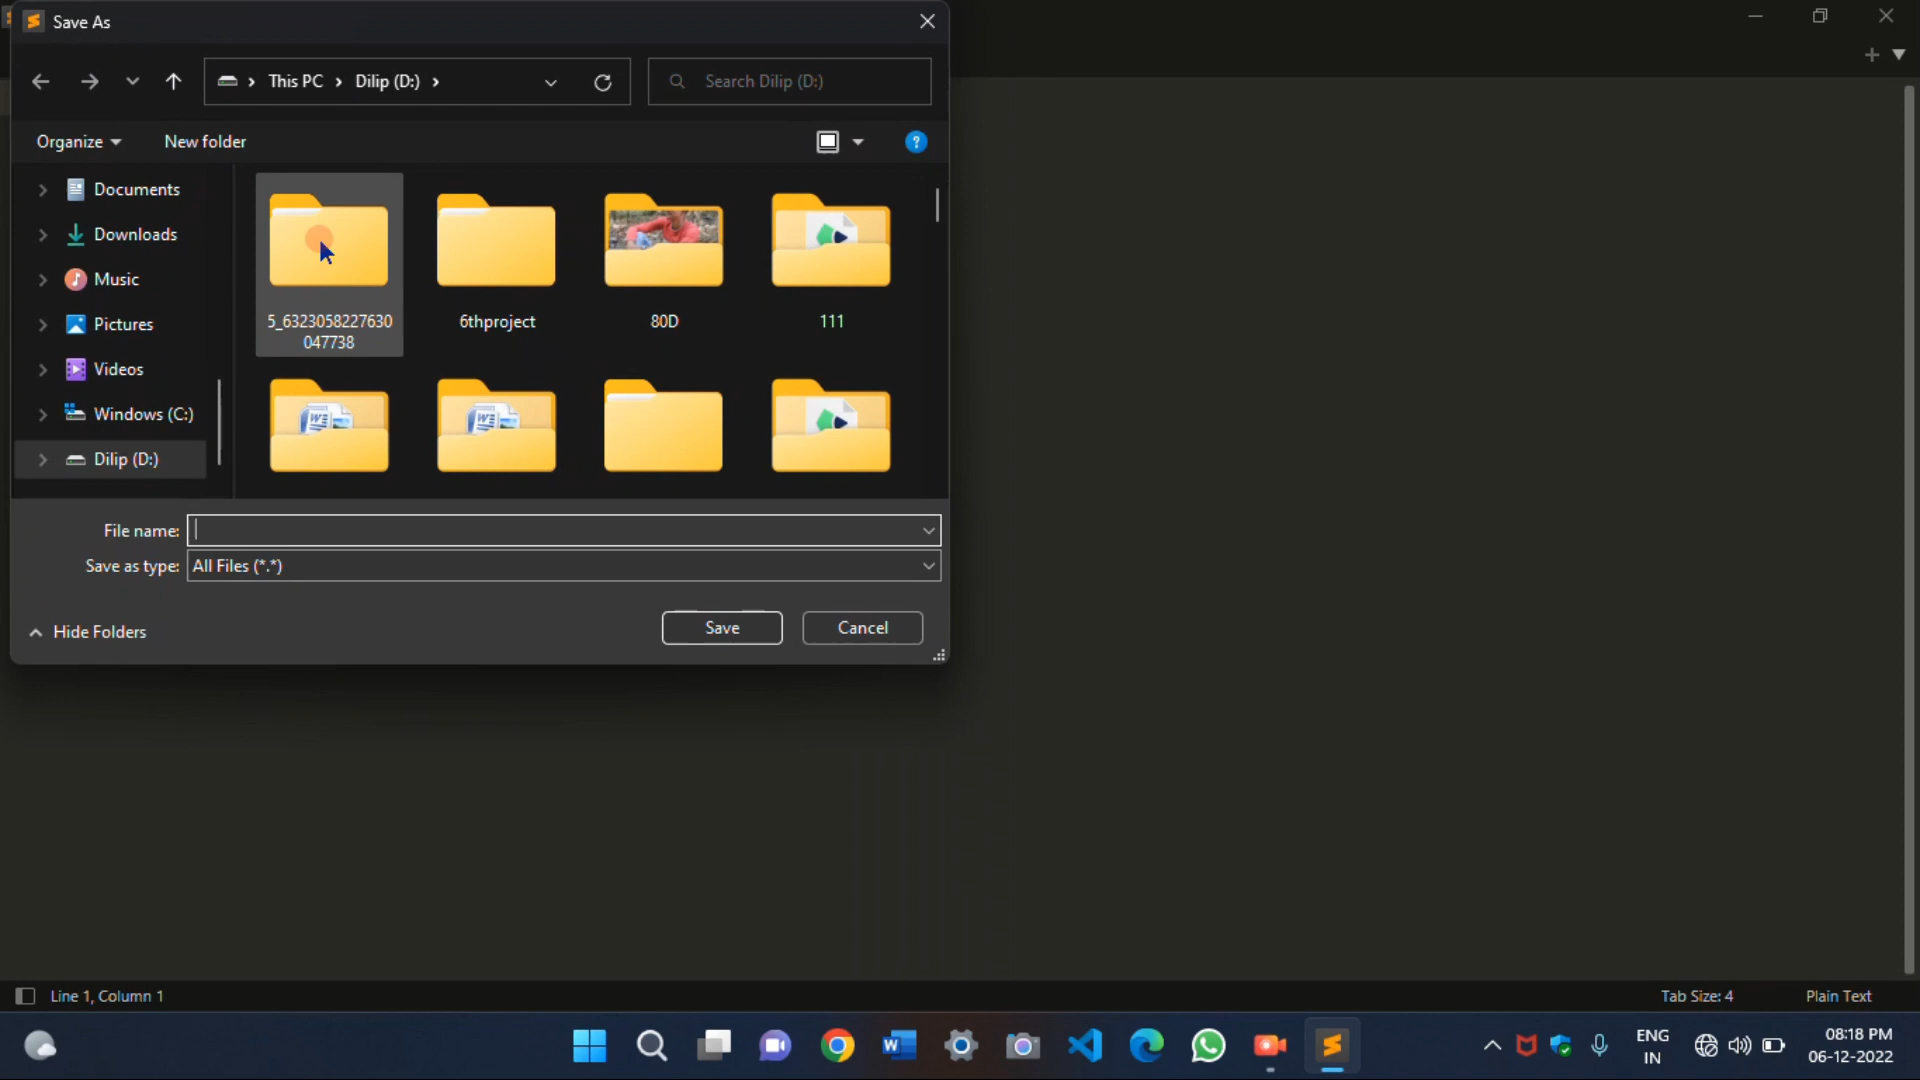 Save As
This PC > Dilip (D:) >
Search Dilip (D:)
Organize
New folder
?
Documents
Downloads
Music
Pictures
Videos
Windows (C:)
Dilip (D:)
5_6323058227630
047738
6thproject
80D
111
File name:
Save as type: All Files (*.*)
Hide Folders
Save
Cancel
Line 1, Column 1
Tab Size: 4
Plain Text
ENG
IN
08:18 PM
06-12-2022